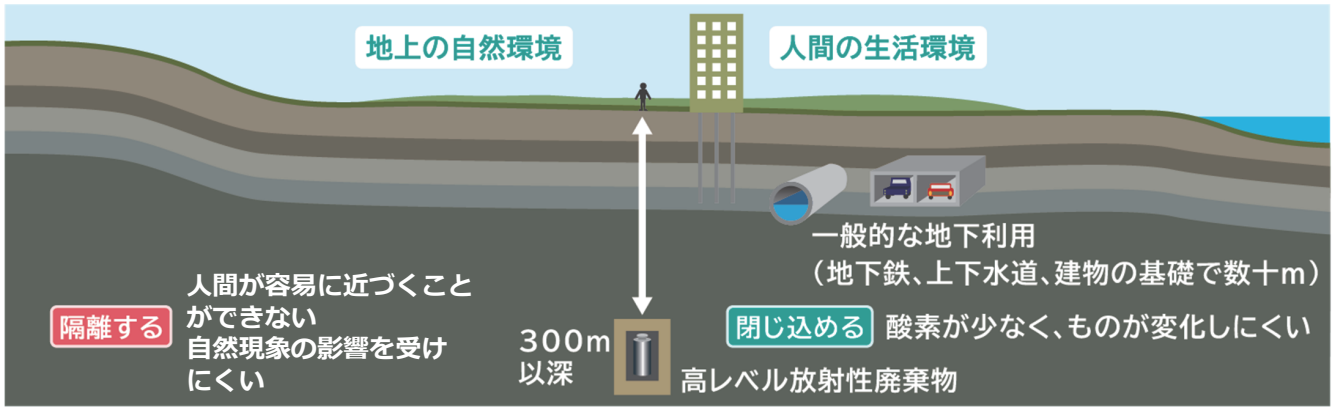 地上の自然環境
人間の生活環境
一般的な地下利用
（地下鉄、上下水道、建物の基礎で数十m）
隔離する
人間が容易に近づくこと
ができない
自然現象の影響を受け
にくい
300m
以深
高レベル放射性廃棄物
閉じ込める
酸素が少なく、ものが変化しにくい